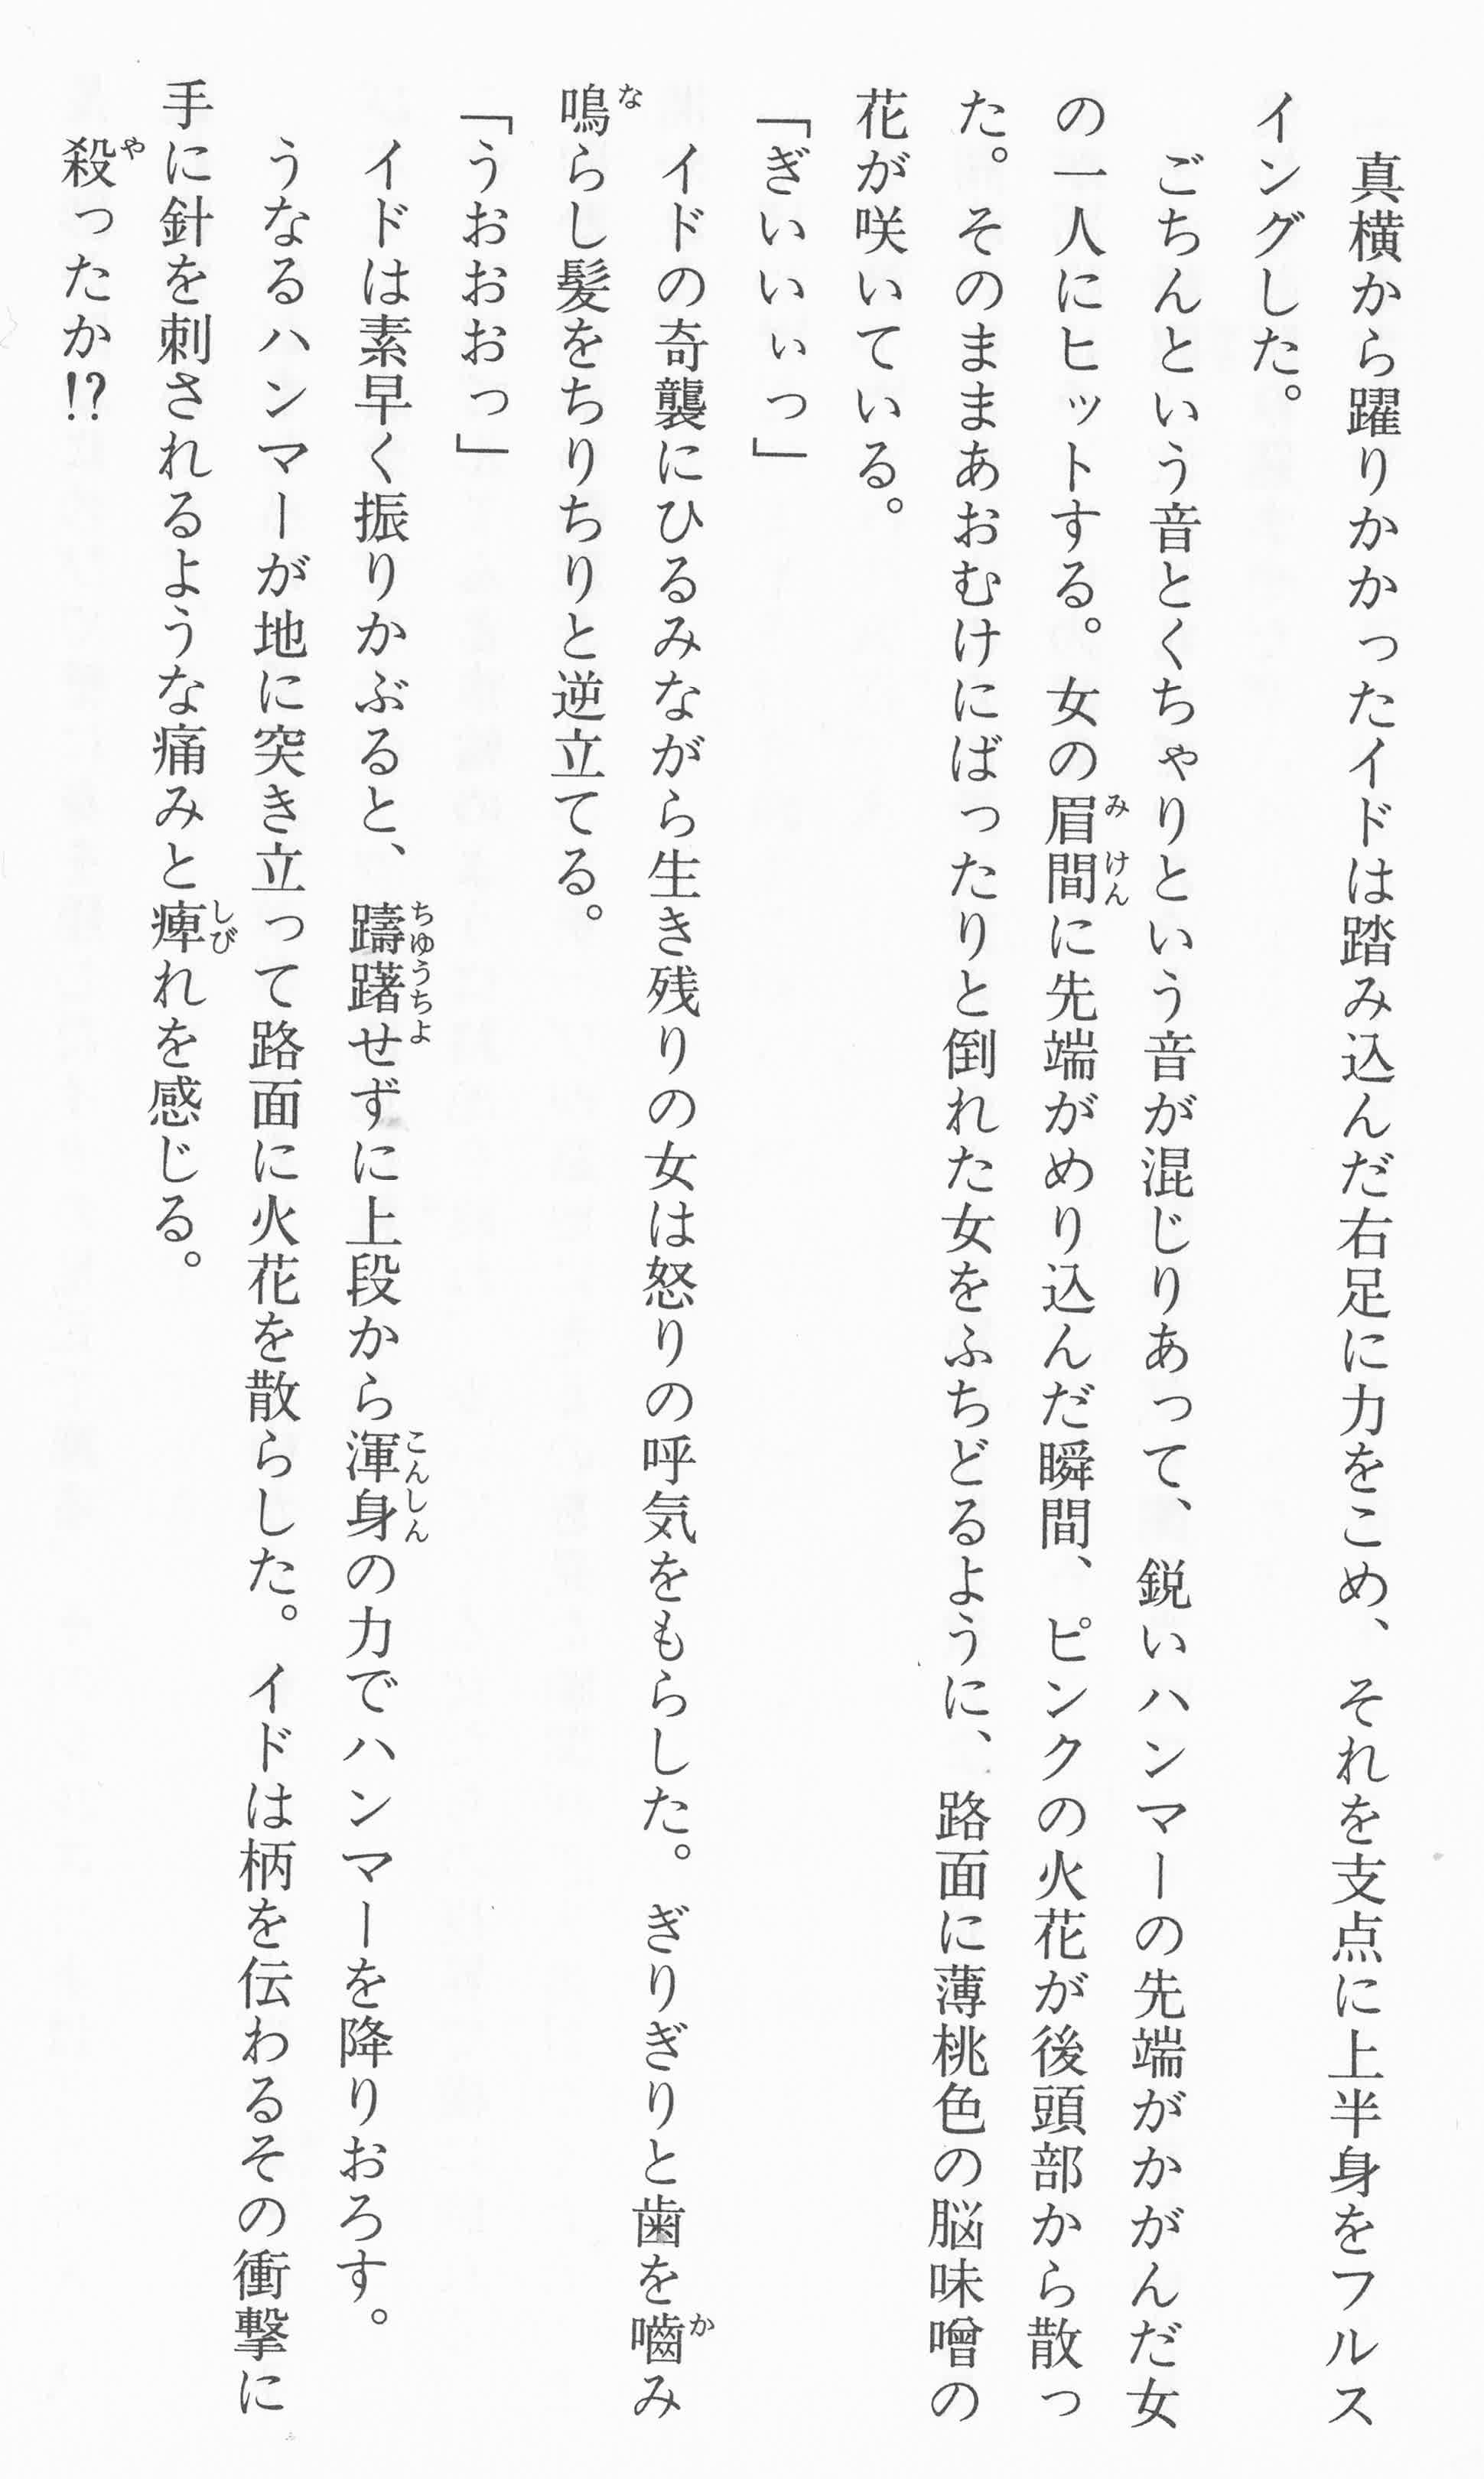 真横から躍りかかったイドは踏み込んだ右足に力をこめ、それを支点に上半身をフルス
イングした。
ごちんという音とくちゃりという音が混じりあって、鋭いハンマーの先端がかがんだ女
の一人にヒットする。女の眉間に先端がめり込んだ瞬間、ピンクの火花が後頭部から散っ
た。そのままあおむけにばったりと倒れた女をふちどるように、路面に薄桃色の脳味噌の
花が咲いている。
「ぎいいぃっ」
イドの奇襲にひるみながら生き残りの女は怒りの呼気をもらした。ぎりぎりと歯を嚙み
鳴らし髪をちりちりと逆立てる。
「うおおおっ」
イドは素早く振りかぶると、躊躇せずに上段から渾身の力でハンマーを降りおろす。
うなるハンマーが地に突き立って路面に火花を散らした。イドは柄を伝わるその衝撃に
手に針を刺されるような痛みと痺れを感じる。
殺ったか!?